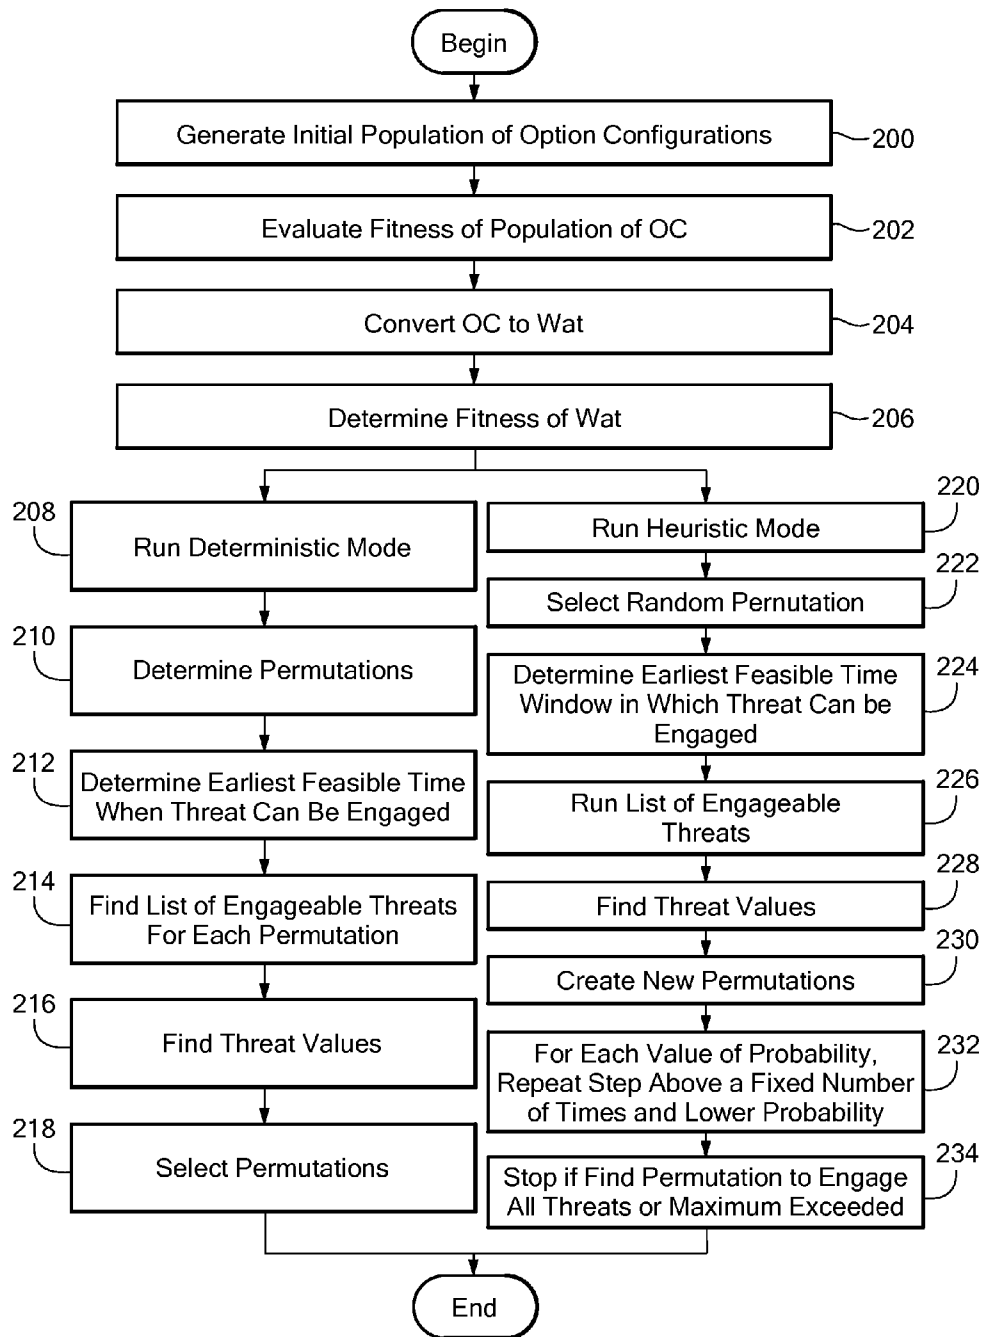 Begin
Generate Initial Population of Option Configurations
200
Evaluate Fitness of Population of OC
202
Convert OC to Wat
204
Determine Fitness of Wat
206
208
Run Deterministic Mode
210
Determine Permutations
212
Determine Earliest Feasible Time
When Threat Can Be Engaged
214
Find List of Engageable Threats
For Each Permutation
216
Find Threat Values
218
Select Permutations
220
Run Heuristic Mode
222
Select Random Pernutation
224
Determine Earliest Feasible Time
Window in Which Threat Can be
Engaged
226
Run List of Engageable
Threats
228
Find Threat Values
230
Create New Permutations
232
For Each Value of Probability,
Repeat Step Above a Fixed Number
of Times and Lower Probability
234
Stop if Find Permutation to Engage
All Threats or Maximum Exceeded
End